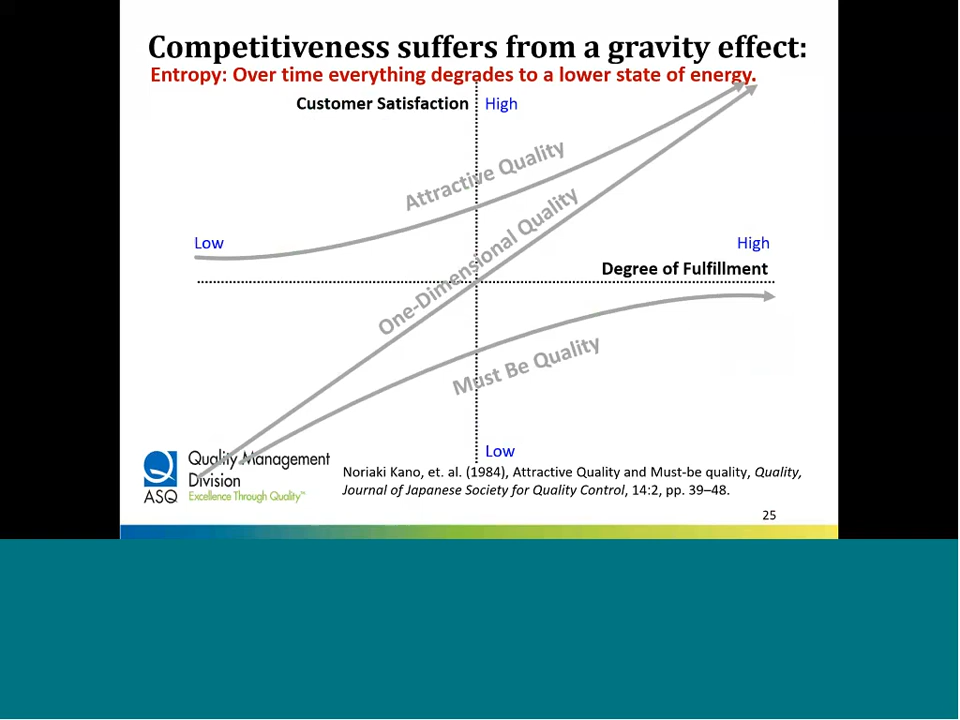 Competitiveness suffers from a gravity effect:
Entropy: Over time everything degrades to a lower state of energy.
Customer Satisfaction High
Attractive Quality
One-Dimensional Quality
Low
High
Degree of Fulfillment
Must Be Quality
Low
Quality Management
Division
Excellence Through Quality™
ASQ
Noriaki Kano, et. al. (1984), Attractive Quality and Must-be quality, Quality,
Journal of Japanese Society for Quality Control, 14:2, pp. 39–48.
25